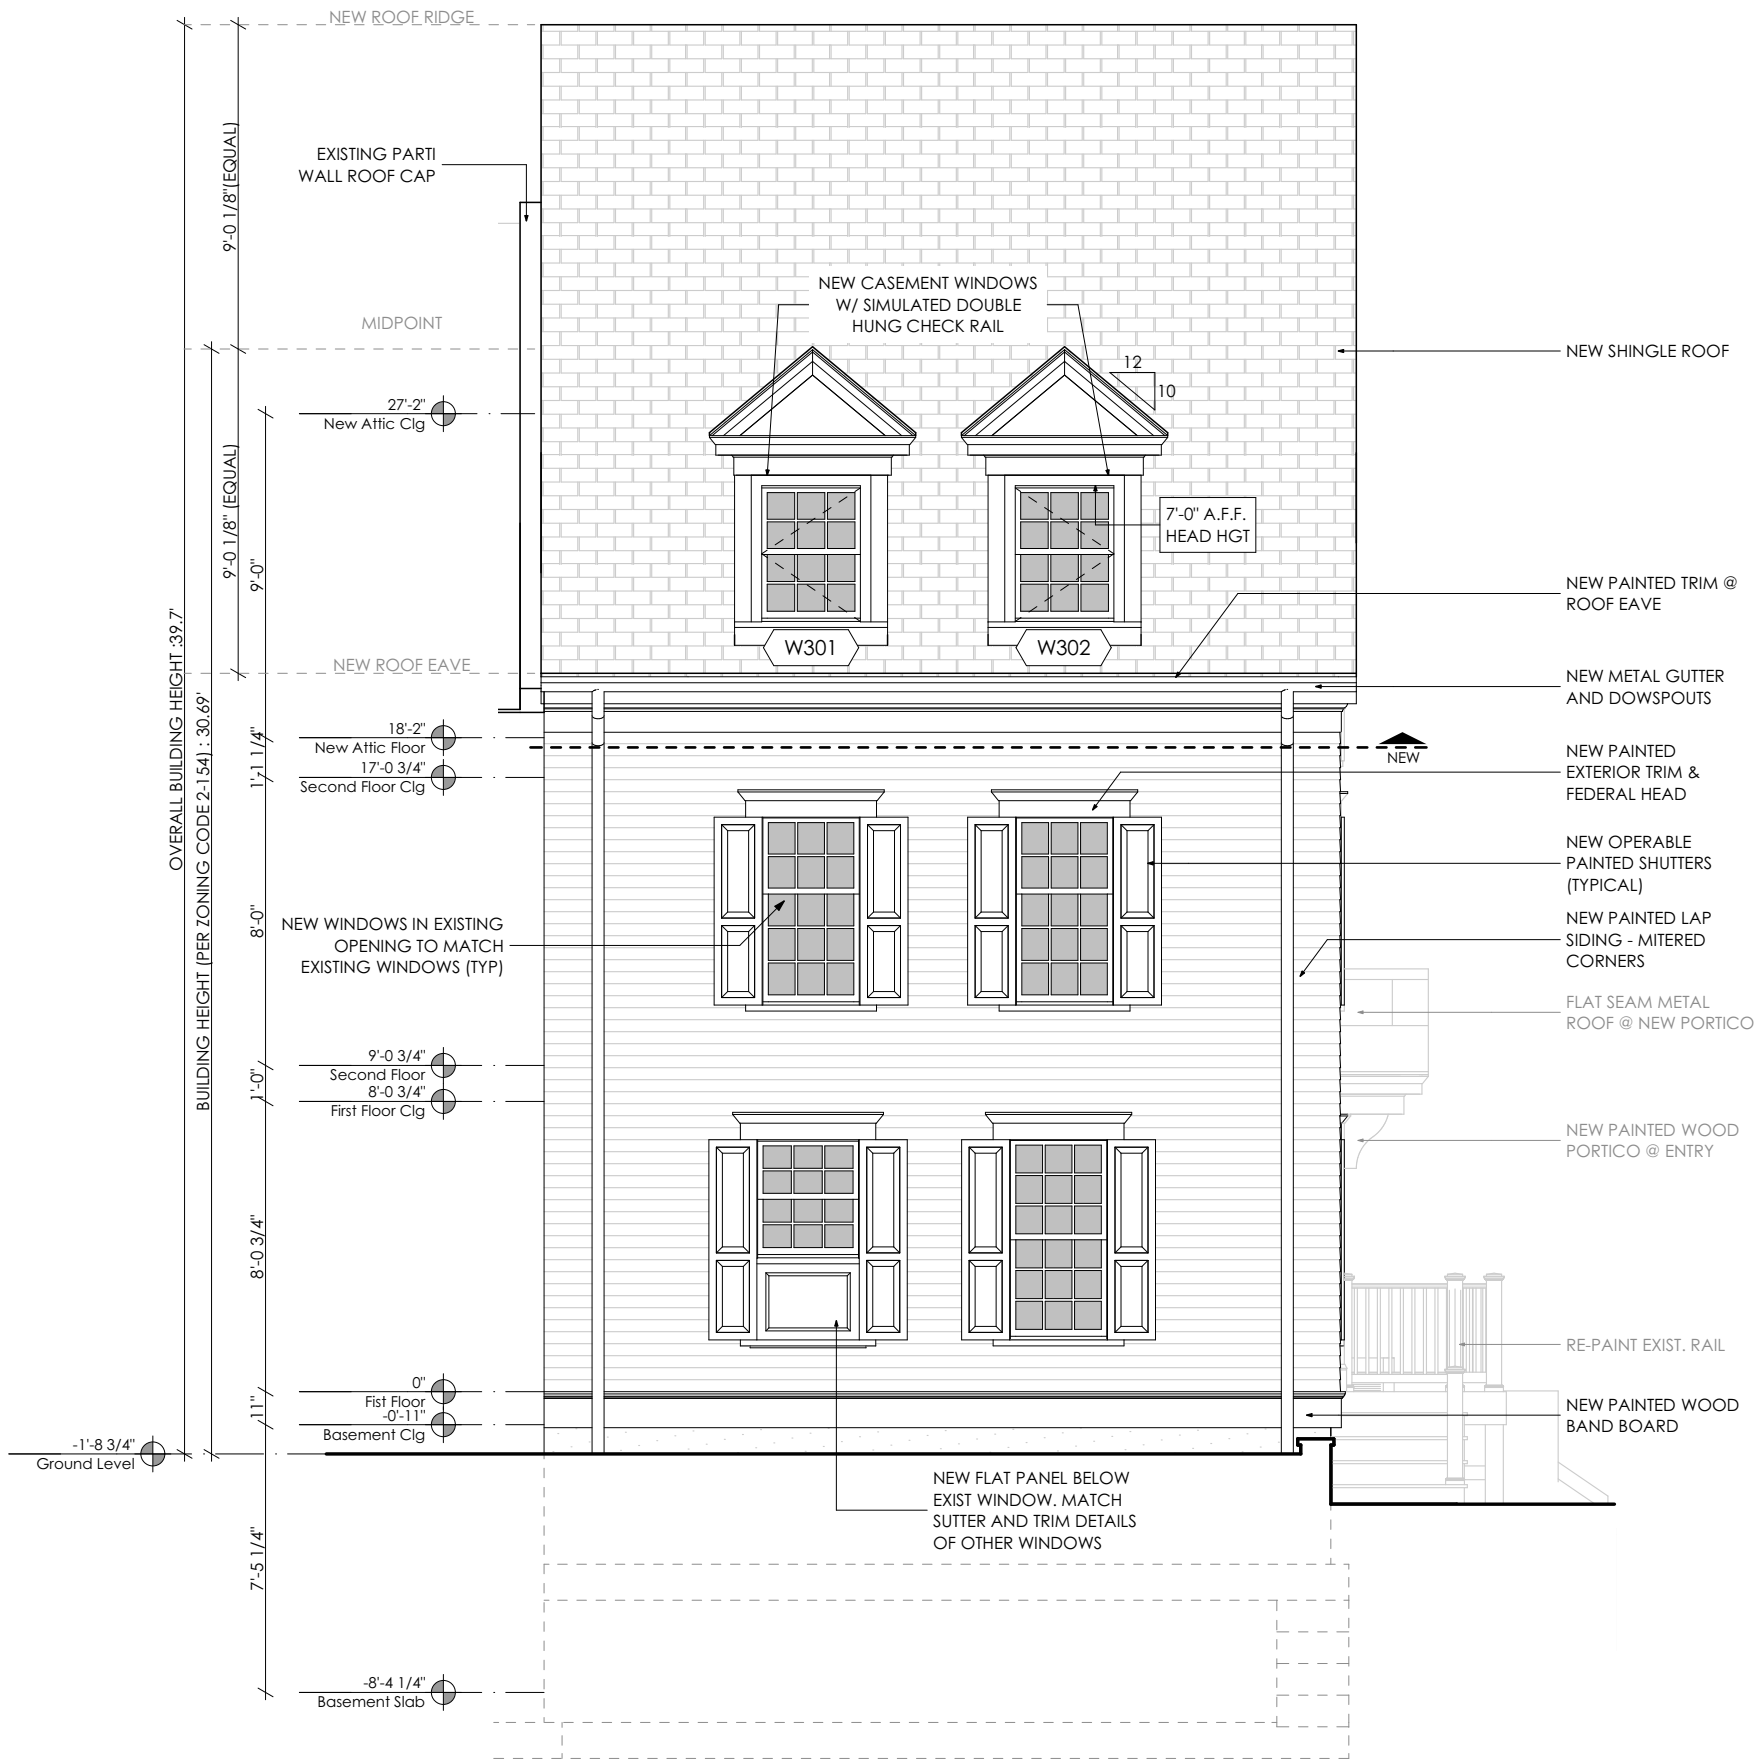 NEW ROOF RIDGE
EXISTING PARTI
WALL ROOF CAP
9'-0 1/8"(EQUAL)
NEW CASEMENT WINDOWS
W/ SIMULATED DOUBLE
HUNG CHECK RAIL
MIDPOINT
NEW SHINGLE ROOF
12
10
27'-2"
New Attic Clg
9'-0 1/8" (EQUAL)
9'-0"
7'-0" A.F.F.
HEAD HGT
NEW PAINTED TRIM @
ROOF EAVE
W301
W302
NEW ROOF EAVE
OVERALL BUILDING HEIGHT :39.7'
BUILDING HEIGHT (PER ZONING CODE 2-154) : 30.69'
NEW METAL GUTTER
AND DOWSPOUTS
18'-2"
New Attic Floor
1'-1 1/4"
17'-0 3/4"
Second Floor Clg
NEW
NEW PAINTED
EXTERIOR TRIM &
FEDERAL HEAD
NEW OPERABLE
PAINTED SHUTTERS
(TYPICAL)
8'-0"
NEW WINDOWS IN EXISTING
OPENING TO MATCH
EXISTING WINDOWS (TYP)
NEW PAINTED LAP
SIDING - MITERED
CORNERS
FLAT SEAM METAL
ROOF @ NEW PORTICO
9'-0 3/4"
Second Floor
1'-0"
8'-0 3/4"
First Floor Clg
NEW PAINTED WOOD
PORTICO @ ENTRY
8'-0 3/4"
RE-PAINT EXIST. RAIL
0"
Fist Floor
11"
-0'-11"
Basement Clg
NEW PAINTED WOOD
BAND BOARD
-1'-8 3/4"
Ground Level
NEW FLAT PANEL BELOW
EXIST WINDOW. MATCH
SUTTER AND TRIM DETAILS
OF OTHER WINDOWS
7'-5 1/4"
-8'-4 1/4"
Basement Slab